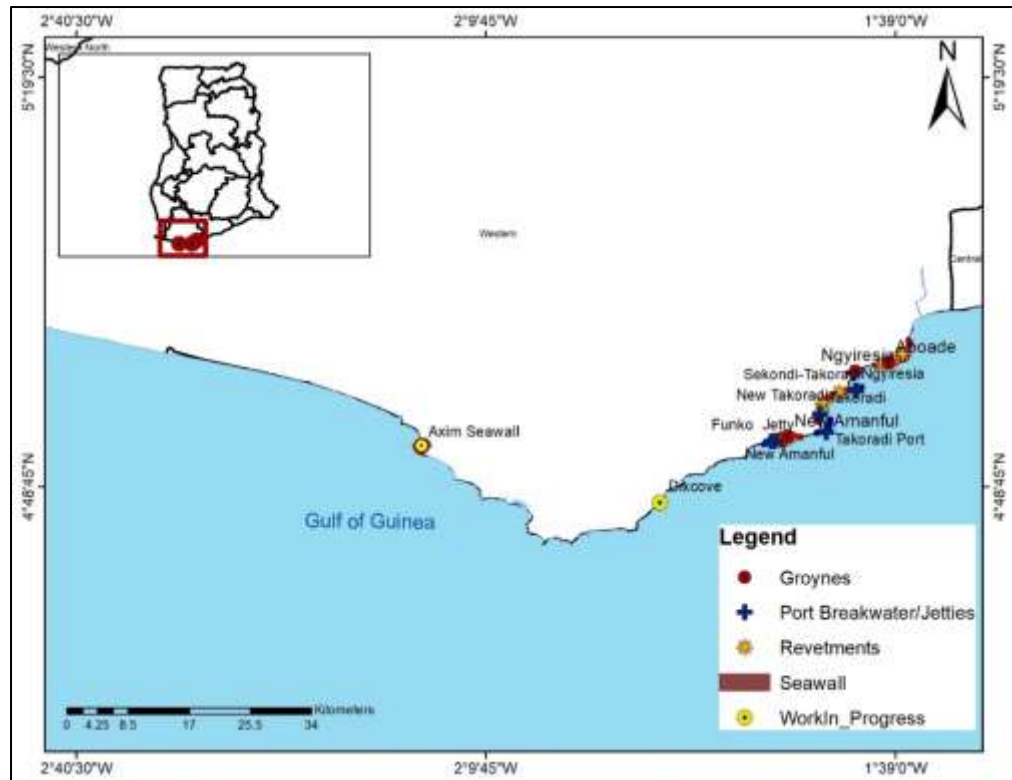 2°40'30"W 2°9'45"W 1°39'0"W
Western North
N
5°19'30"N
5°19'30"N
Western
Central
Aboade
Ngyiresia
Sekondi-Takoradi
Ngyiresia
New Takoradi
Takoradi
Funko Jetty
New Amanful
Axim Seawall
Takoradi Port
New Amanful
Dixcove
4°48'45"N
4°48'45"N
Gulf of Guinea
Legend
Groynes
Port Breakwater/Jetties
Revetments
Seawall
WorkIn_Progress
Kilometers
0 4.25 8.5 17 25.5 34
2°40'30"W 2°9'45"W 1°39'0"W